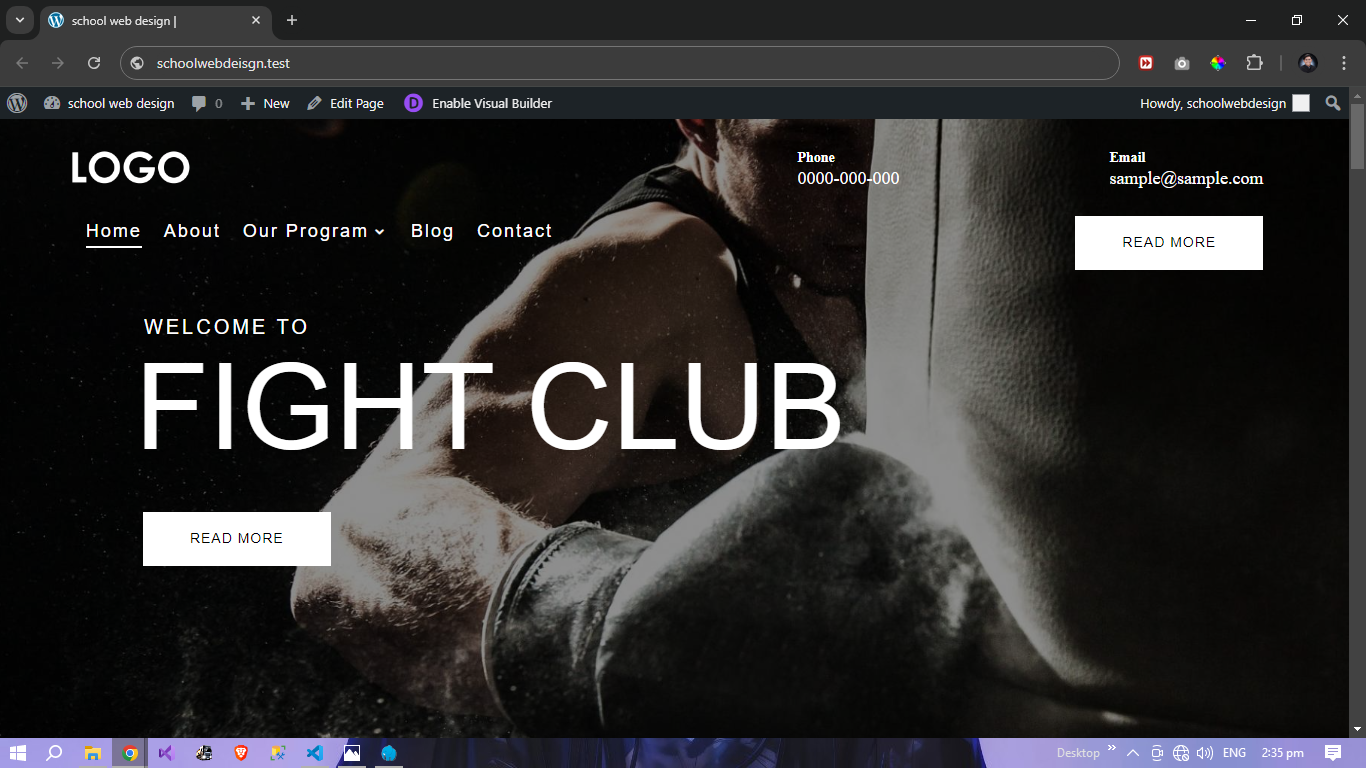 school web design |
schoolwebdeisgn.test
school web design 0 New Edit Page D Enable Visual Builder Howdy, schoolwebdesign
LOGO
Phone
0000-000-000
Email
sample@sample.com
Home About Our Program Blog Contact
READ MORE
WELCOME TO
FIGHT CLUB
READ MORE
Desktop ENG 2:35 pm